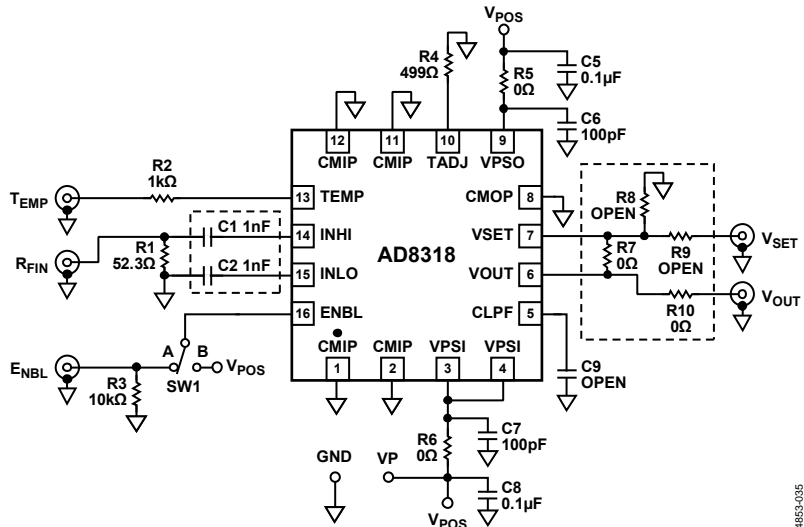 VPOS
R4
499Ω
R5
0Ω
C5
0.1µF
C6
100pF
12
11
10
9
CMIP
CMIP
TADJ
VPSO
R2
1kΩ
TEMP
13
TEMP
CMOP
8
R8
OPEN
C1 1nF
14
INHI
VSET
7
RFIN
R1
52.3Ω
AD8318
R7
0Ω
R9
OPEN
VSET
C2 1nF
15
INLO
VOUT
6
VOUT
R10
0Ω
16
ENBL
CLPF
5
ENBL
A
B
VPOS
SW1
R3
10kΩ
CMIP
CMIP
VPSI
VPSI
1
2
3
4
C9
OPEN
C7
100pF
R6
0Ω
GND
VP
C8
0.1µF
VPOS
4853-035